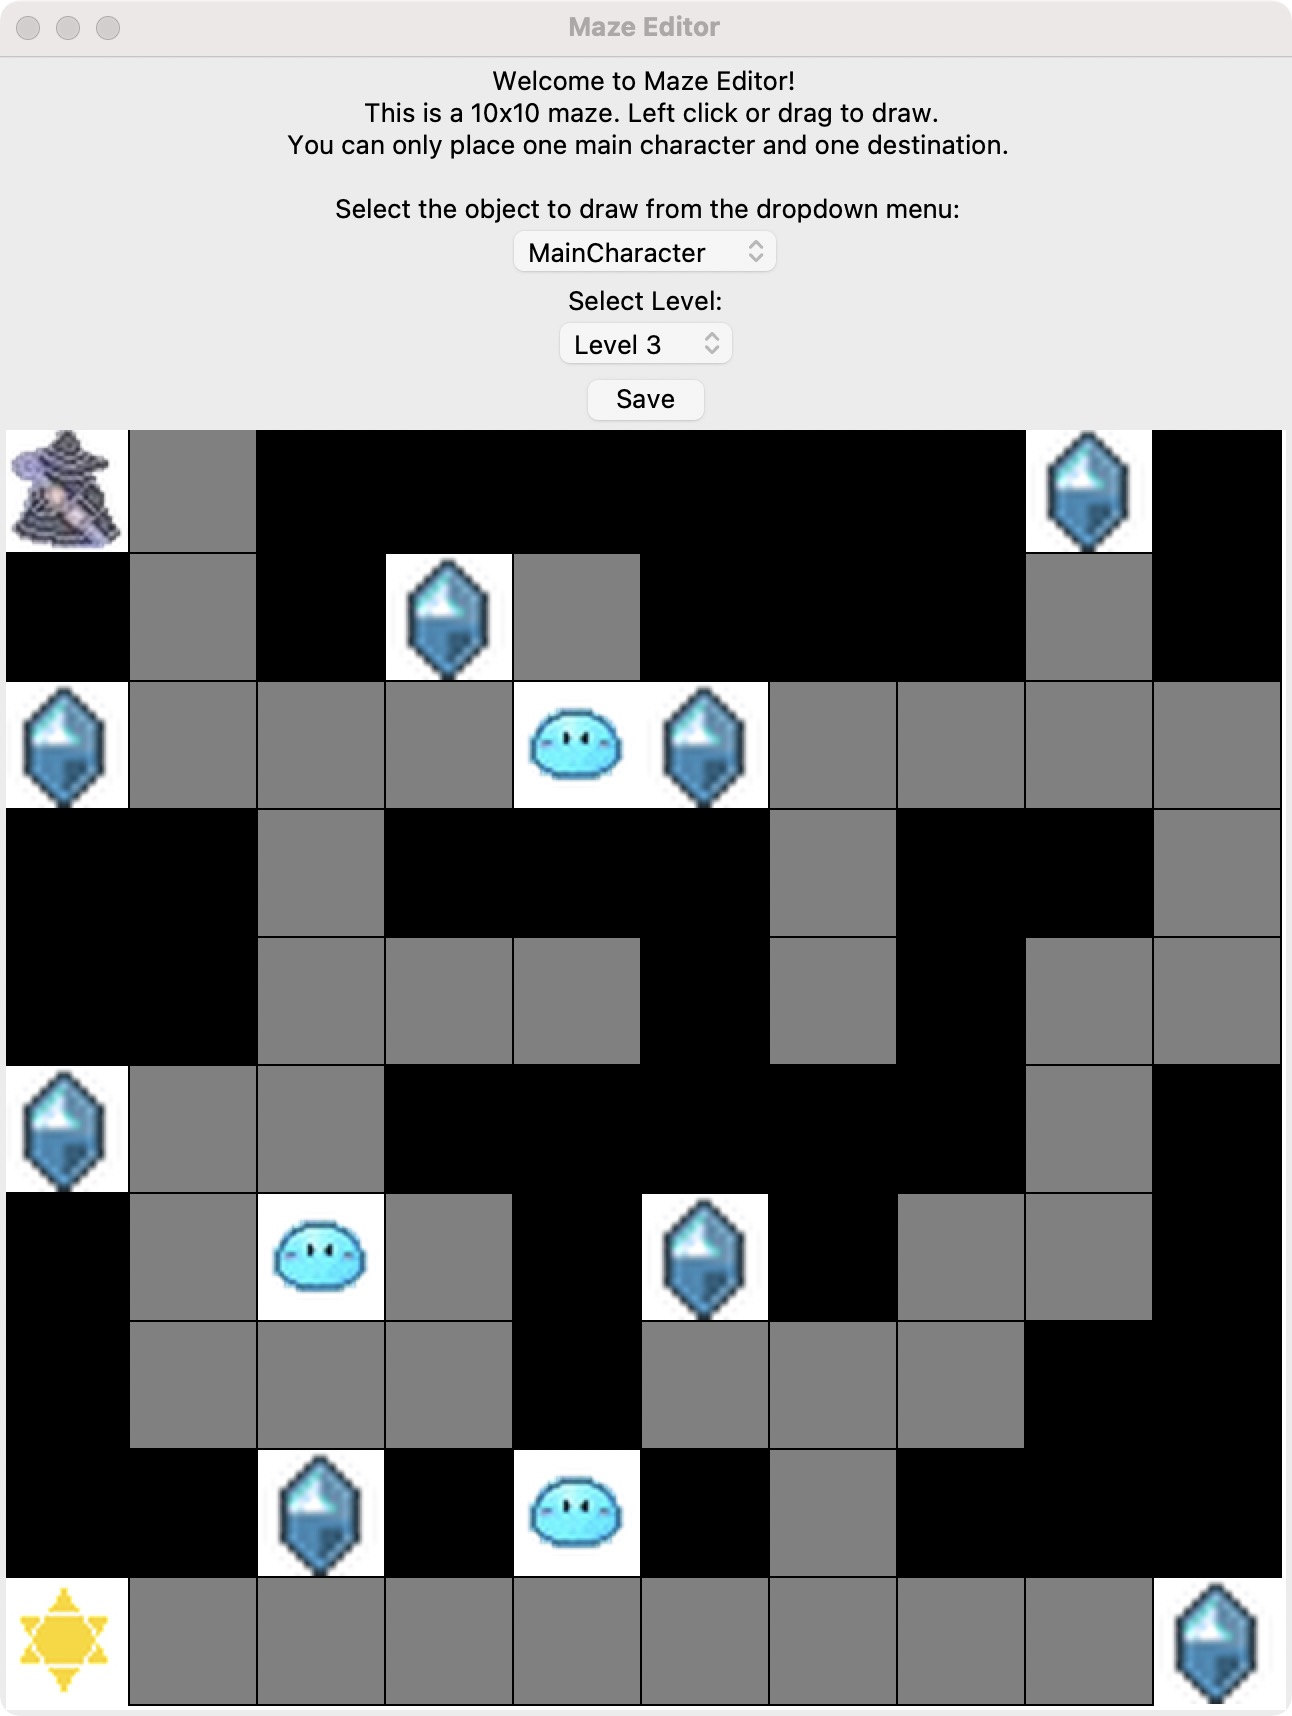 Maze Editor
Welcome to Maze Editor!
This is a 10x10 maze. Left click or drag to draw.
You can only place one main character and one destination.
Select the object to draw from the dropdown menu:
MainCharacter
Select Level:
Level 3
Save